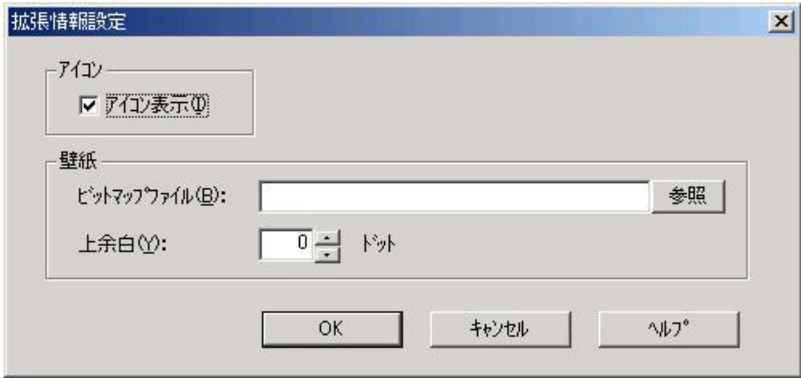 拡張情報設定
アイコン
アイコン表示(I)
壁紙
ビットマップファイル(B):
参照
上余白(Y):
0
ドット
OK
キャンセル
ヘルプ